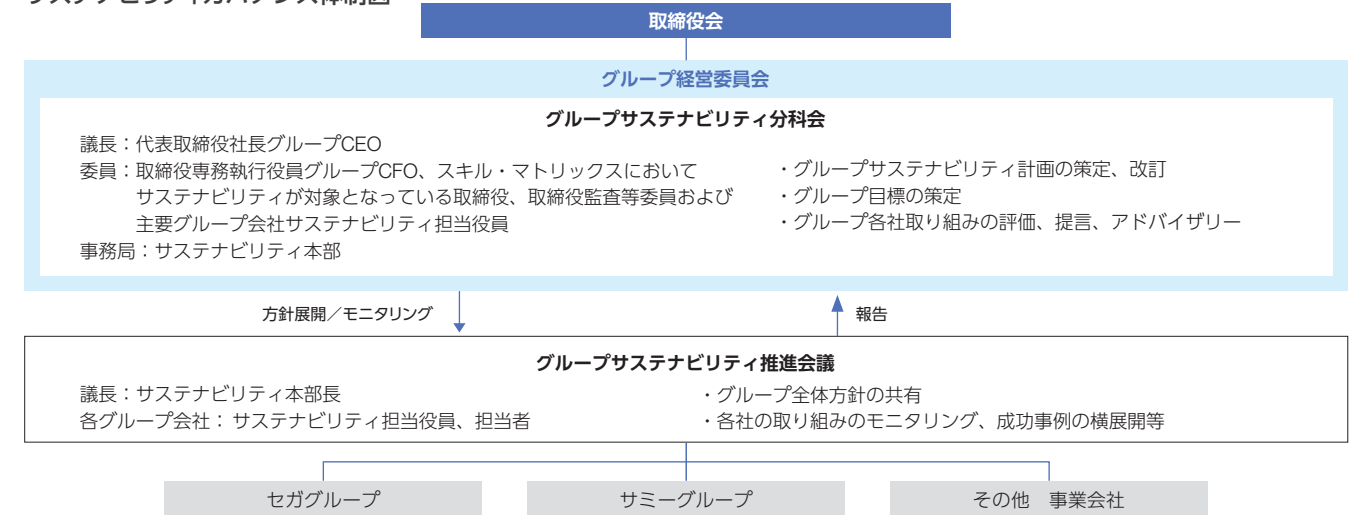 取締役会
グループ経営委員会
グループサステナビリティ分科会
議長：代表取締役社長グループCEO
委員：取締役専務執行役員グループCFO、スキル・マトリックスにおいて
サステナビリティが対象となっている取締役、取締役監査等委員および
主要グループ会社サステナビリティ担当役員
事務局：サステナビリティ本部
・グループサステナビリティ計画の策定、改訂
・グループ目標の策定
・グループ各社取り組みの評価、提言、アドバイザリー
方針展開／モニタリング
報告
グループサステナビリティ推進会議
議長：サステナビリティ本部長
各グループ会社： サステナビリティ担当役員、担当者
・グループ全体方針の共有
・各社の取り組みのモニタリング、成功事例の横展開等
セガグループ
サミーグループ
その他　事業会社